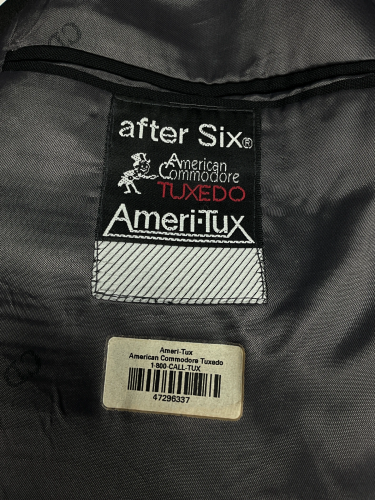 after Six®
American
Commodore
TUXEDO
Ameri-Tux
Ameri-Tux
American Commodore Tuxedo
1-800-CALL-TUX
47296337